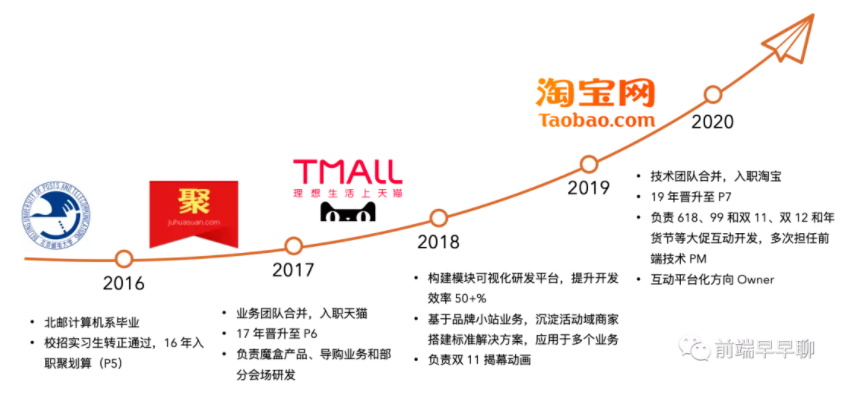 淘宝网
Taobao.com
2020
TMALL
理想生活上天猫
2019
技术团队合并，入职淘宝
19 年晋升至 P7
负责 618、99 和双 11、双 12 和年
货节等大促互动开发，多次担任前
端技术 PM
互动平台化方向 Owner
BEIJING UNIVERSITY OF POSTS AND TELECOMMUNICATIONS
北京邮电大学
聚
juhuasuan.com
2018
构建模块可视化研发平台，提升开发
效率 50+%
基于品牌小站业务，沉淀活动域商家
搭建标准解决方案，应用于多个业务
负责双 11 揭幕动画
2017
业务团队合并，入职天猫
17 年晋升至 P6
负责魔盒产品、导购业务和部
分会场研发
2016
北邮计算机系毕业
校招实习生转正通过，16 年入
职聚划算（P5）
前端早早聊